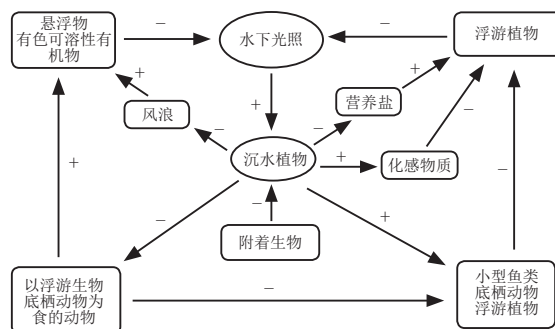 悬浮物
有色可溶性有
机物
－
水下光照
－
浮游植物
＋
风浪
＋
营养盐
＋
－
－
沉水植物
＋
化感物质
－
＋
－
－
附着生物
＋
－
以浮游生物
底栖动物为
食的动物
－
小型鱼类
底栖动物
浮游植物